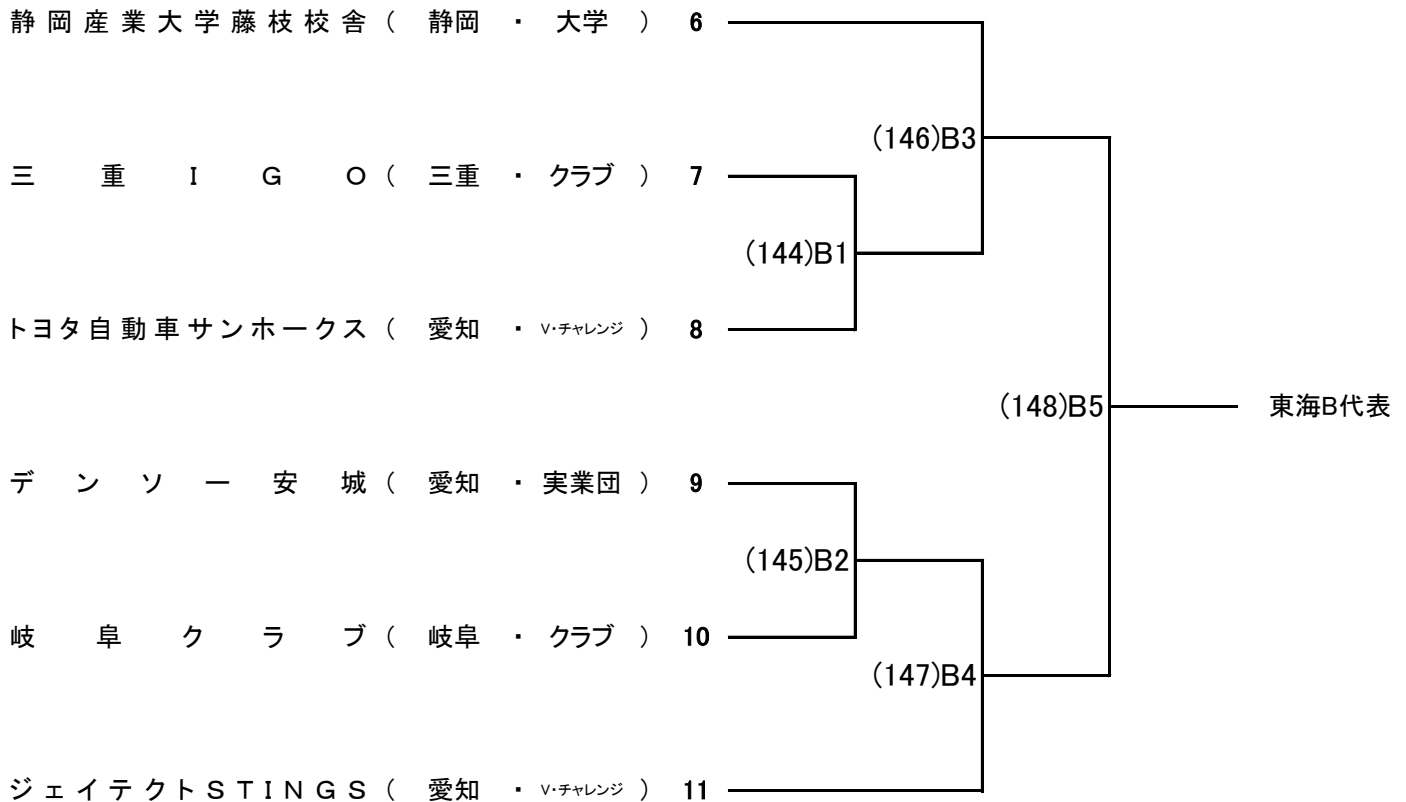 静岡産業大学藤枝校舎（ 静岡 ・ 大学 ） 6
(146)B3
三重IGO（ 三重 ・ クラブ ） 7
(144)B1
トヨタ自動車サンホークス（ 愛知 ・ V・チャレンジ ） 8
(148)B5 東海B代表
デンソー安城（ 愛知 ・ 実業団 ） 9
(145)B2
岐阜クラブ（ 岐阜 ・ クラブ ） 10
(147)B4
ジェイテクトSTINGS（ 愛知 ・ V・チャレンジ ） 11